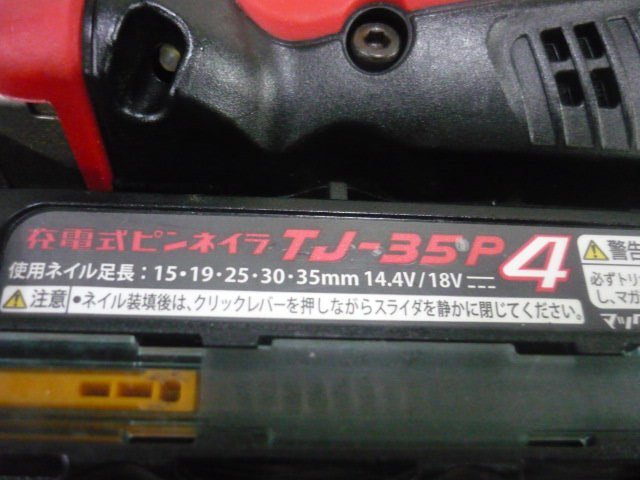 充電式ピンネイラ TJ-35P4
使用ネイル足長：15・19・25・30・35mm 14.4V/18V
注意 •ネイル装填後は、クリックレバーを押しながらスライダを静かに閉じてください。
警告
必ずトリ
し、マガ
マック